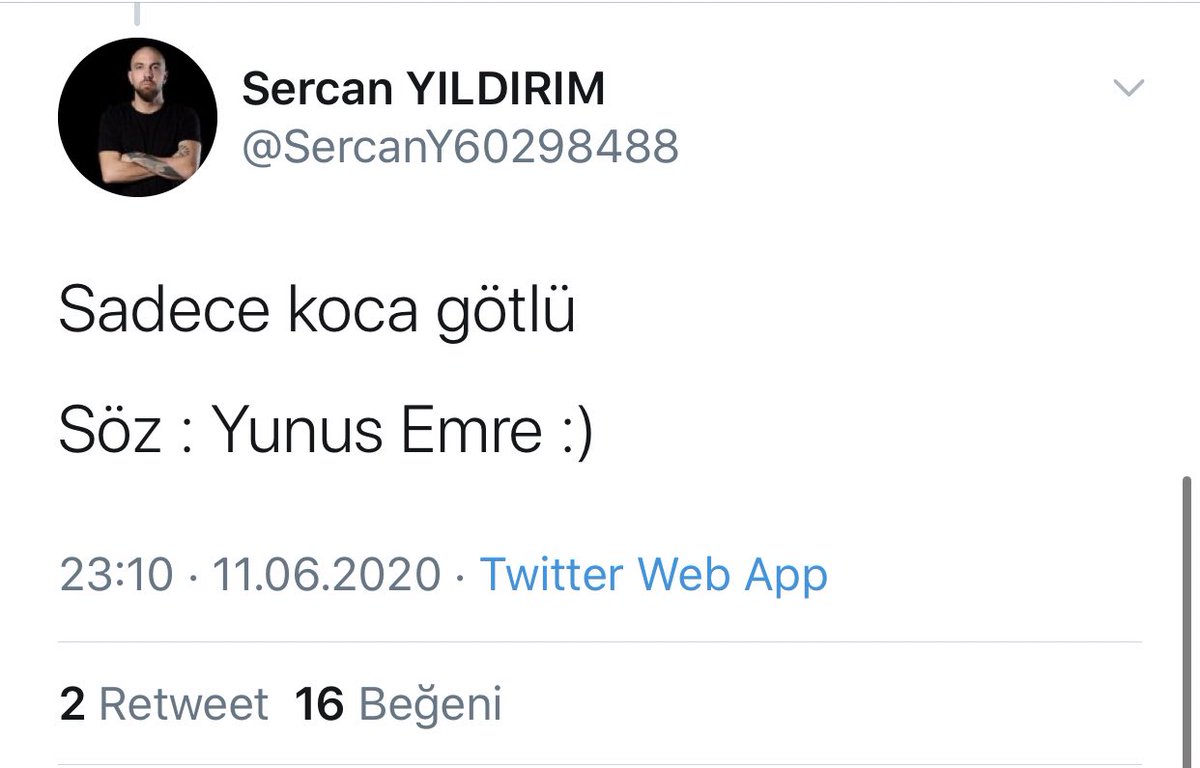 Sercan YILDIRIM
@SercanY60298488
Sadece koca götlü
Söz : Yunus Emre :)
23:10 · 11.06.2020 · Twitter Web App
2 Retweet 16 Beğeni